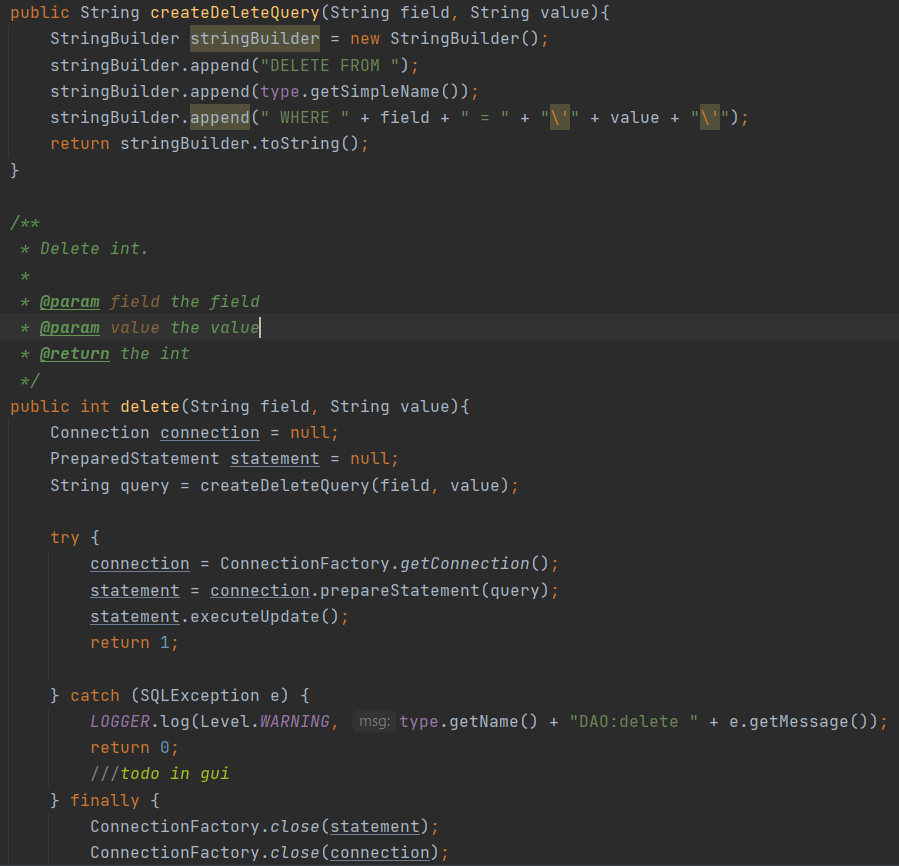 public String createDeleteQuery(String field, String value){
    StringBuilder stringBuilder = new StringBuilder();
    stringBuilder.append("DELETE FROM ");
    stringBuilder.append(type.getSimpleName());
    stringBuilder.append(" WHERE " + field + " = " + "\'" + value + "\'");
    return stringBuilder.toString();
}
/**
 * Delete int.
 *
 * @param field the field
 * @param value the value
 * @return the int
 */
public int delete(String field, String value){
    Connection connection = null;
    PreparedStatement statement = null;
    String query = createDeleteQuery(field, value);
    try {
        connection = ConnectionFactory.getConnection();
        statement = connection.prepareStatement(query);
        statement.executeUpdate();
        return 1;
    } catch (SQLException e) {
        LOGGER.log(Level.WARNING, msg: type.getName() + "DAO:delete " + e.getMessage());
        return 0;
        ///todo in gui
    } finally {
        ConnectionFactory.close(statement);
        ConnectionFactory.close(connection);